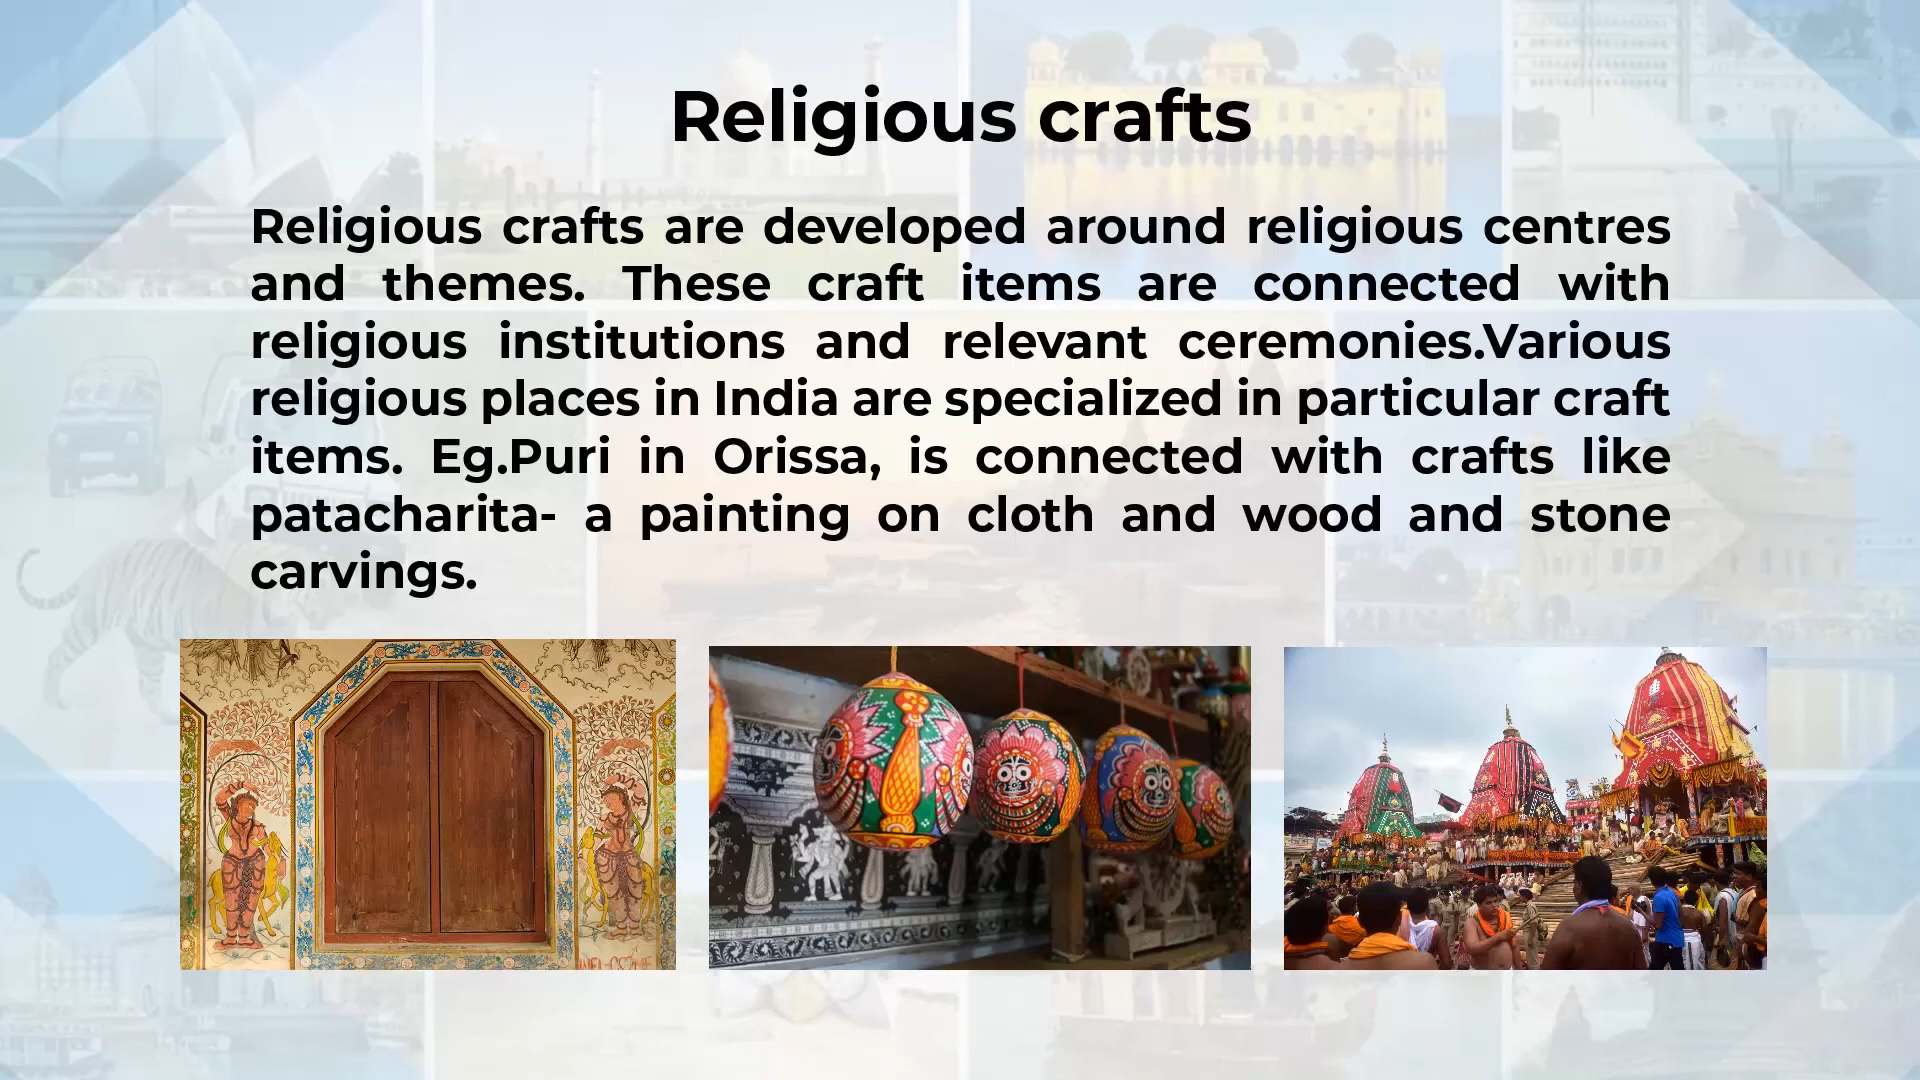 Religious crafts
Religious crafts are developed around religious centres
and themes. These craft items are connected with
religious institutions and relevant ceremonies.Various
religious places in India are specialized in particular craft
items. Eg.Puri in Orissa, is connected with crafts like
patacharita- a painting on cloth and wood and stone
carvings.